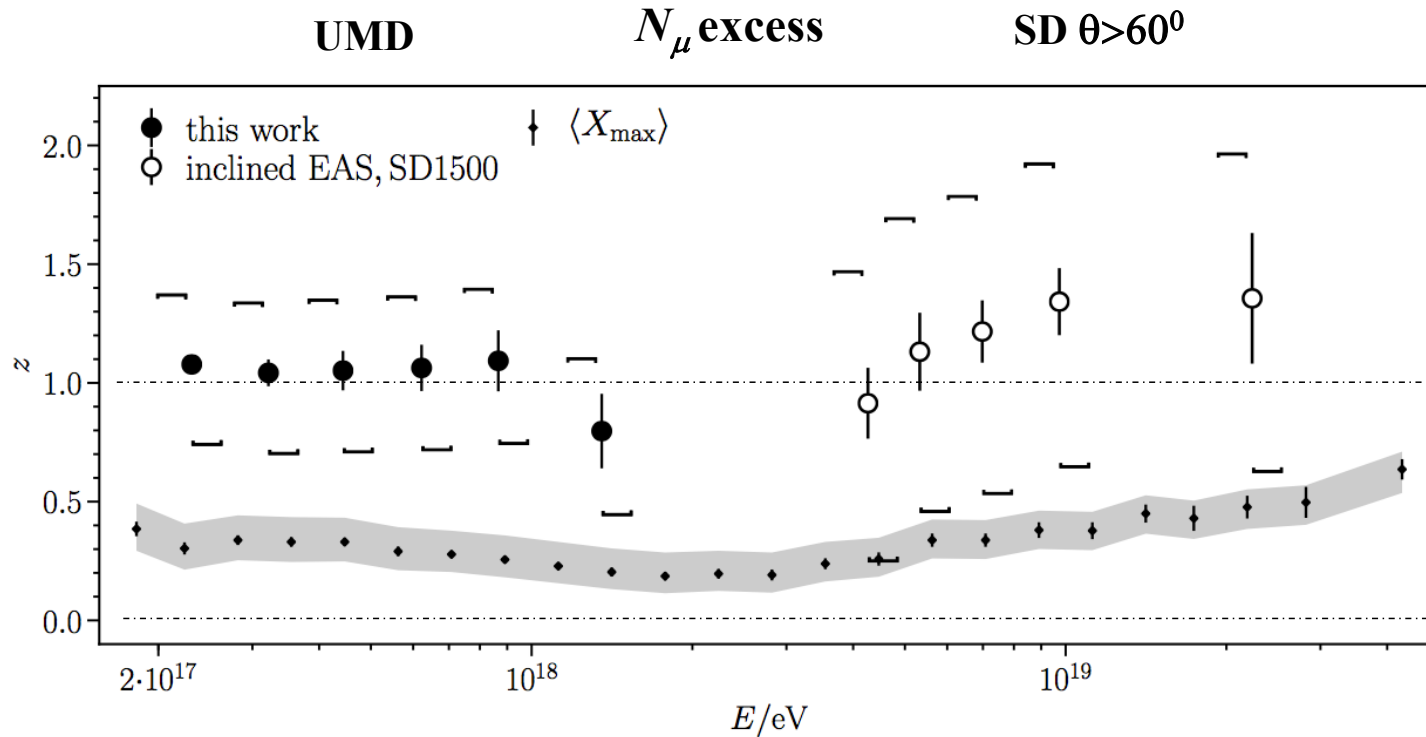 UMD N_μ excess SD θ>60⁰
this work ⟨X_max⟩
inclined EAS, SD1500
2.0
1.5
z
1.0
0.5
0.0
2·10¹⁷ 10¹⁸ 10¹⁹
E/eV